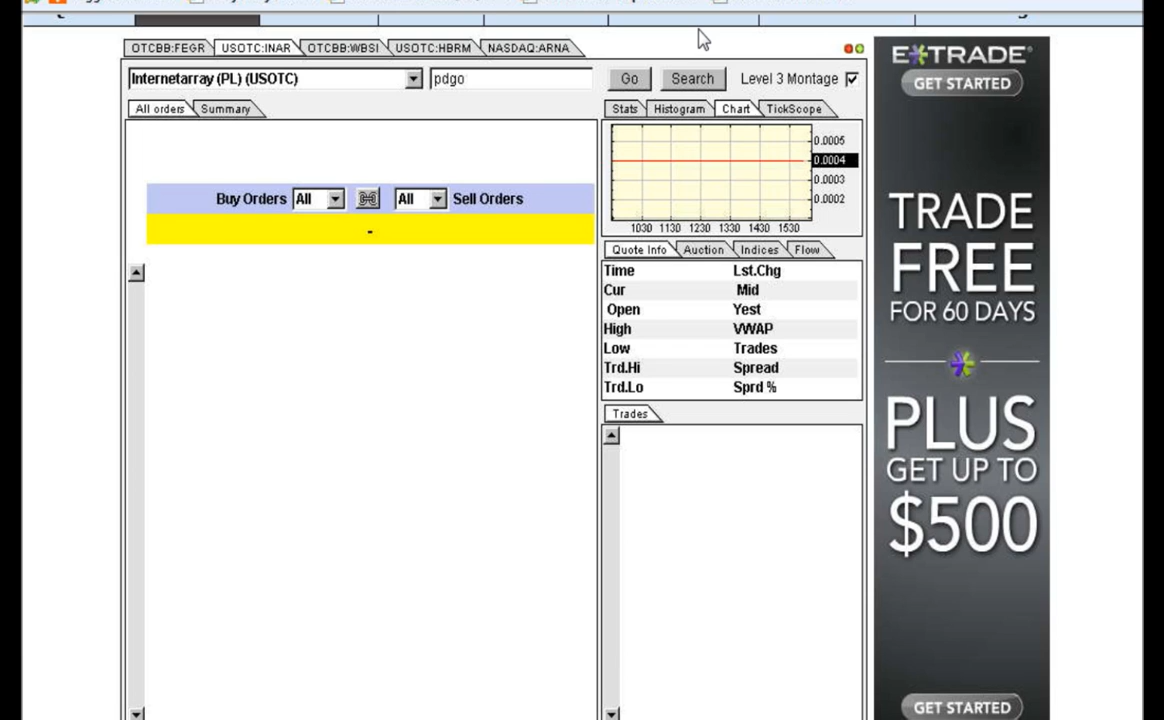 OTCBB:FEGR USOTC:INAR OTCBB:WBSI USOTC:HBRM NASDAQ:ARNA
Internetarray (PL) (USOTC) pdgo Go Search Level 3 Montage
All orders Summary
Stats Histogram Chart TickScope
0.0005
0.0004
0.0003
0.0002
1030 1130 1230 1330 1430 1530
Buy Orders All All Sell Orders
-
Quote Info Auction Indices Flow
Time Lst.Chg
Cur Mid
Open Yest
High VWAP
Low Trades
Trd.Hi Spread
Trd.Lo Sprd %
Trades
E*TRADE
GET STARTED
TRADE
FREE
FOR 60 DAYS
PLUS
GET UP TO
$500
GET STARTED